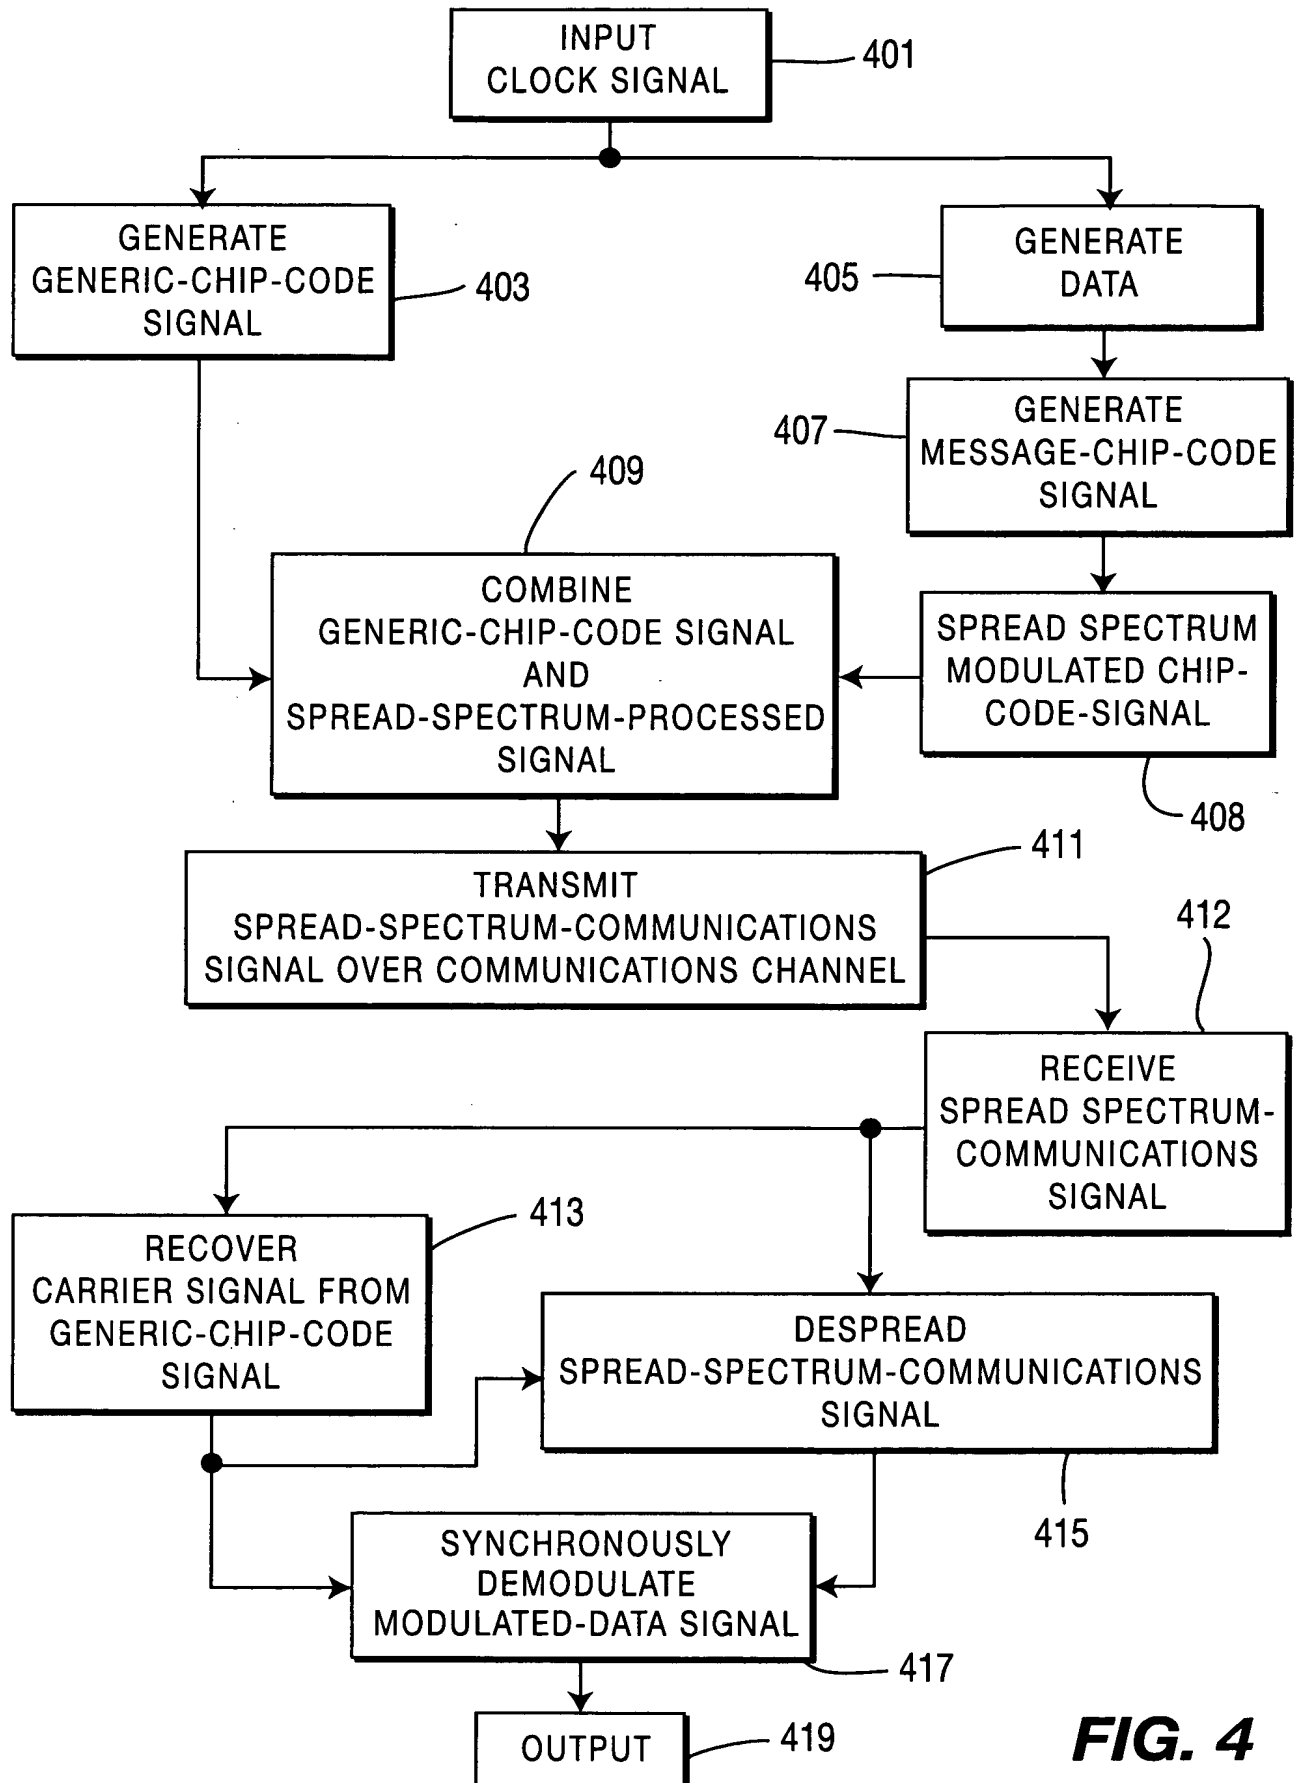 INPUT
CLOCK SIGNAL
401
GENERATE
GENERIC-CHIP-CODE
SIGNAL
403
405
GENERATE
DATA
407
GENERATE
MESSAGE-CHIP-CODE
SIGNAL
409
COMBINE
GENERIC-CHIP-CODE SIGNAL
AND
SPREAD-SPECTRUM-PROCESSED
SIGNAL
SPREAD SPECTRUM
MODULATED CHIP-
CODE-SIGNAL
408
TRANSMIT
SPREAD-SPECTRUM-COMMUNICATIONS
SIGNAL OVER COMMUNICATIONS CHANNEL
411
412
RECEIVE
SPREAD SPECTRUM-
COMMUNICATIONS
SIGNAL
413
RECOVER
CARRIER SIGNAL FROM
GENERIC-CHIP-CODE
SIGNAL
DESPREAD
SPREAD-SPECTRUM-COMMUNICATIONS
SIGNAL
415
SYNCHRONOUSLY
DEMODULATE
MODULATED-DATA SIGNAL
417
OUTPUT
419
FIG. 4